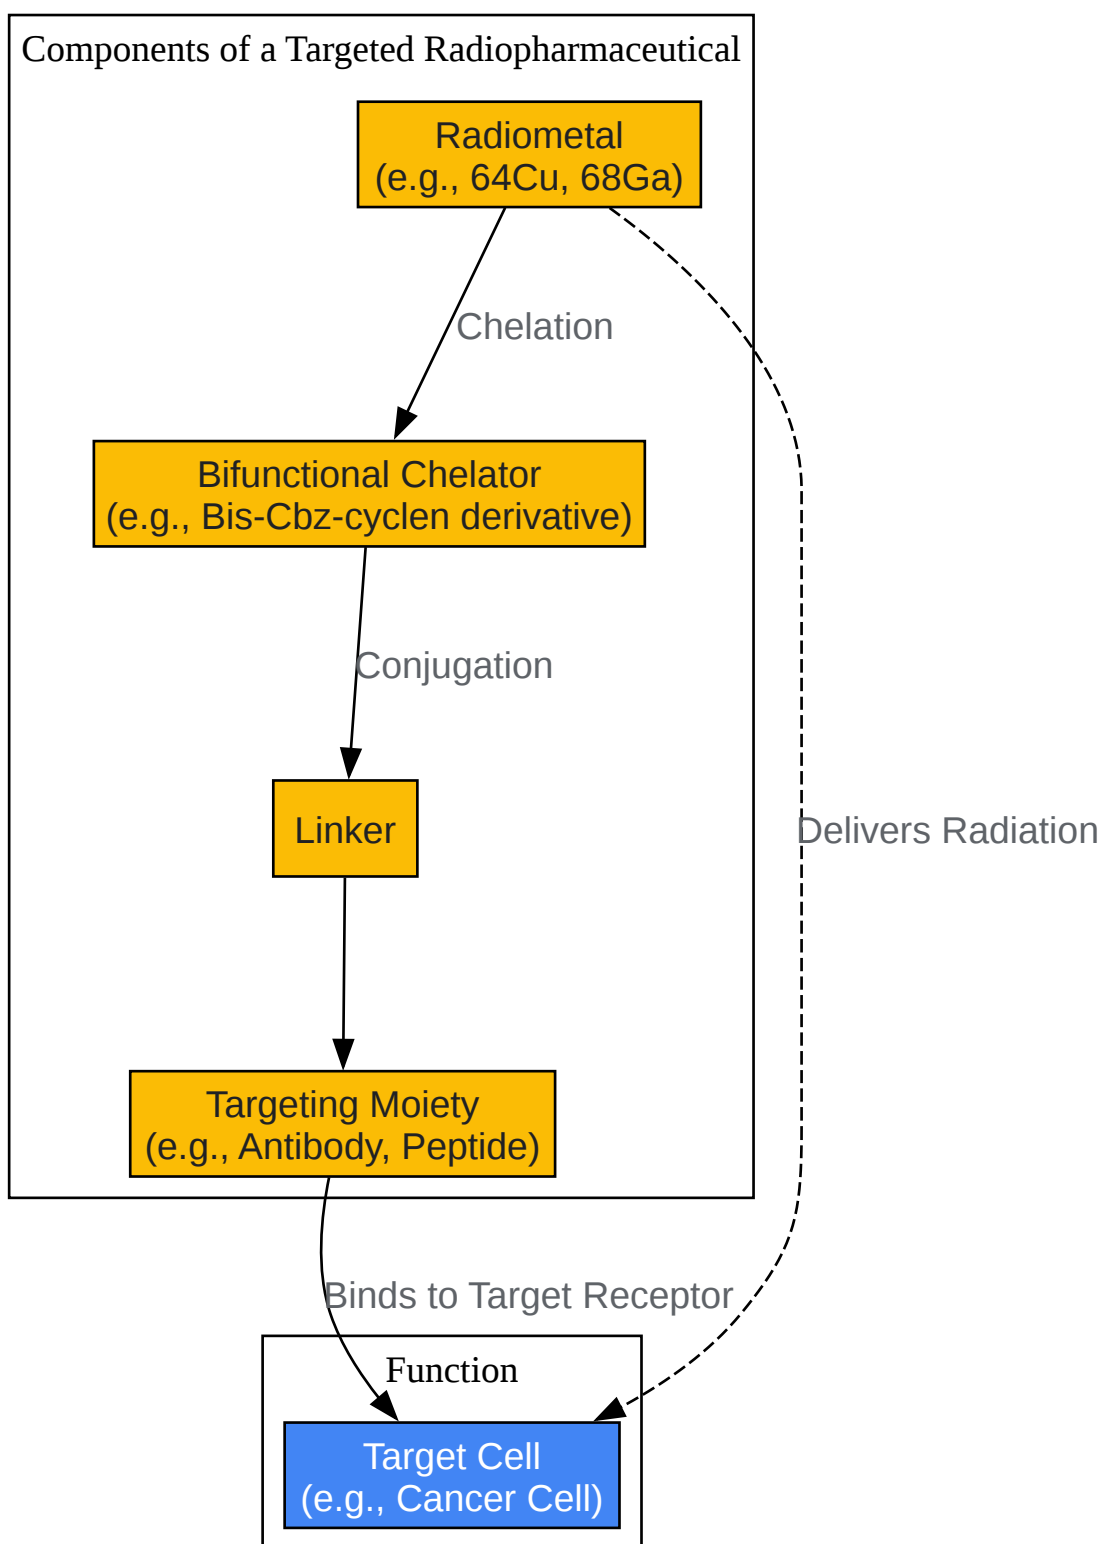 Components of a Targeted Radiopharmaceutical
Radiometal
(e.g., 64Cu, 68Ga)
Chelation
Bifunctional Chelator
(e.g., Bis-Cbz-cyclen derivative)
Conjugation
Linker
Delivers Radiation
Targeting Moiety
(e.g., Antibody, Peptide)
Binds to Target Receptor
Function
Target Cell
(e.g., Cancer Cell)